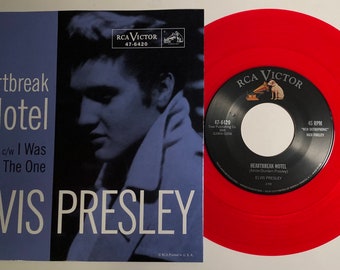 RCA VICTOR
47-6420
rtbreak
otel
c/w I Was
The One
VIS PRESLEY
RCA VICTOR
47-6420
45 RPM
HEARTBREAK HOTEL
ELVIS PRESLEY